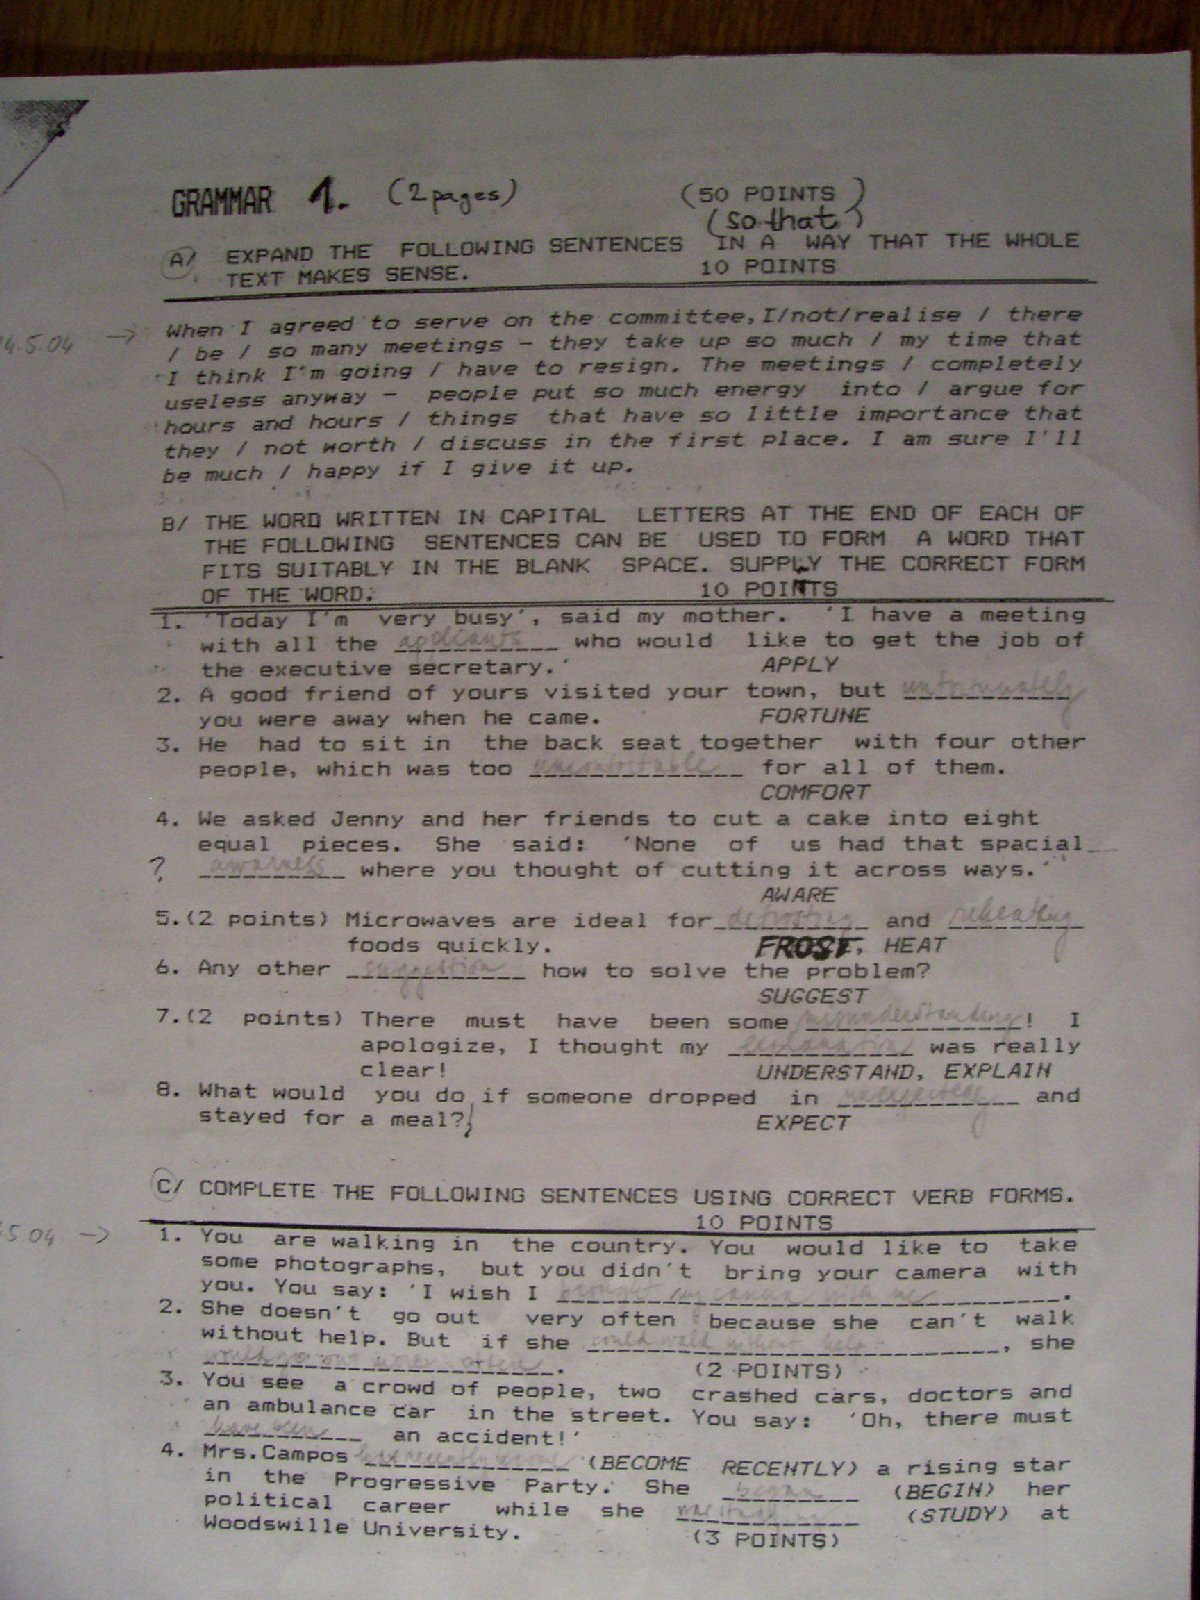 GRAMMAR 1. (2 pages) (50 POINTS)
(so that)
A/ EXPAND THE FOLLOWING SENTENCES IN A WAY THAT THE WHOLE
TEXT MAKES SENSE. 10 POINTS
When I agreed to serve on the committee, I/not/realise / there
/ be / so many meetings - they take up so much / my time that
I think I'm going / have to resign. The meetings / completely
useless anyway - people put so much energy into / argue for
hours and hours / things that have so little importance that
they / not worth / discuss in the first place. I am sure I'll
be much / happy if I give it up.
B/ THE WORD WRITTEN IN CAPITAL LETTERS AT THE END OF EACH OF
THE FOLLOWING SENTENCES CAN BE USED TO FORM A WORD THAT
FITS SUITABLY IN THE BLANK SPACE. SUPPLY THE CORRECT FORM
OF THE WORD. 10 POINTS
1. 'Today I'm very busy', said my mother. 'I have a meeting
with all the applicants who would like to get the job of
the executive secretary.' APPLY
2. A good friend of yours visited your town, but unfortunately
you were away when he came. FORTUNE
3. He had to sit in the back seat together with four other
people, which was too uncomfortable for all of them.
COMFORT
4. We asked Jenny and her friends to cut a cake into eight
equal pieces. She said: 'None of us had that spacial
? awarness where you thought of cutting it across ways.'
AWARE
5.(2 points) Microwaves are ideal for defrosting and reheating
foods quickly. FROST, HEAT
6. Any other suggestion how to solve the problem?
SUGGEST
7.(2 points) There must have been some misunderstanding! I
apologize, I thought my explanation was really
clear! UNDERSTAND, EXPLAIN
8. What would you do if someone dropped in unexpectedly and
stayed for a meal? EXPECT
C/ COMPLETE THE FOLLOWING SENTENCES USING CORRECT VERB FORMS.
10 POINTS
1. You are walking in the country. You would like to take
some photographs, but you didn't bring your camera with
you. You say: 'I wish I brought my camera with me.
2. She doesn't go out very often because she can't walk
without help. But if she could walk without help, she
would go out more often. (2 POINTS)
3. You see a crowd of people, two crashed cars, doctors and
an ambulance car in the street. You say: 'Oh, there must
have been an accident!'
4. Mrs.Campos (BECOME RECENTLY) a rising star
in the Progressive Party. She began (BEGIN) her
political career while she (STUDY) at
Woodswille University. (3 POINTS)